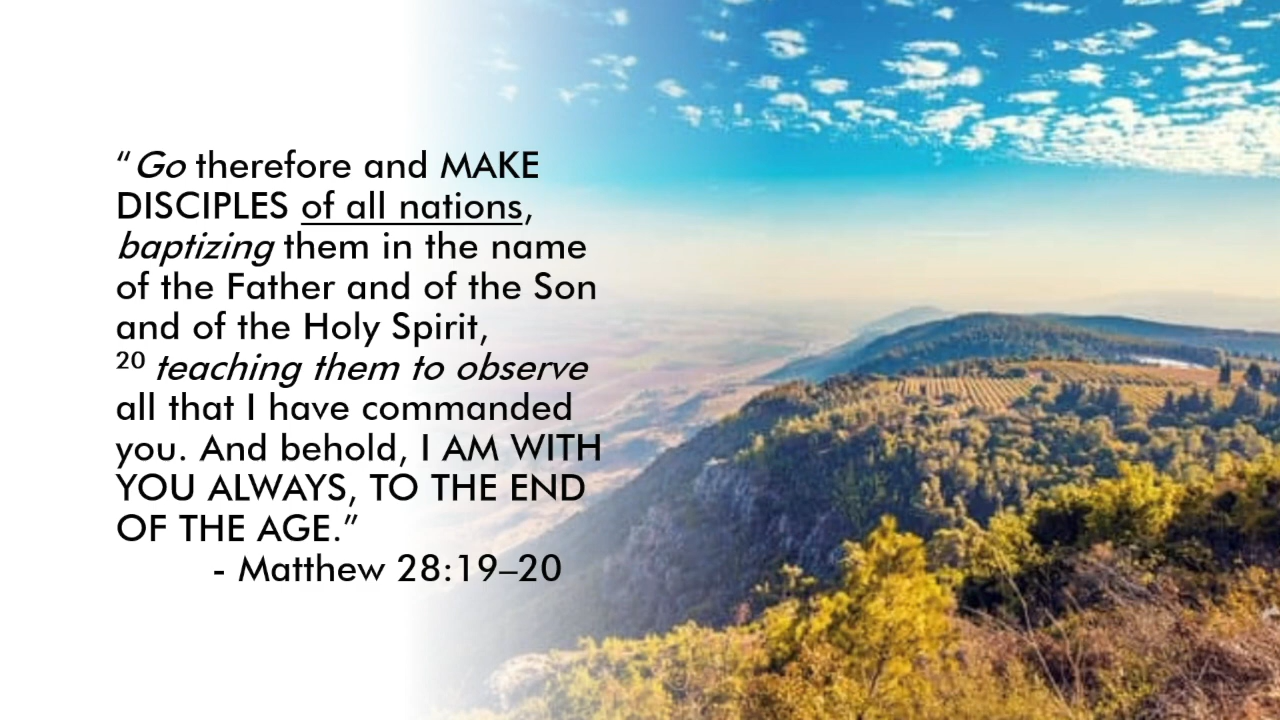 “Go therefore and MAKE
DISCIPLES of all nations,
baptizing them in the name
of the Father and of the Son
and of the Holy Spirit,
20 teaching them to observe
all that I have commanded
you. And behold, I AM WITH
YOU ALWAYS, TO THE END
OF THE AGE.”
- Matthew 28:19–20